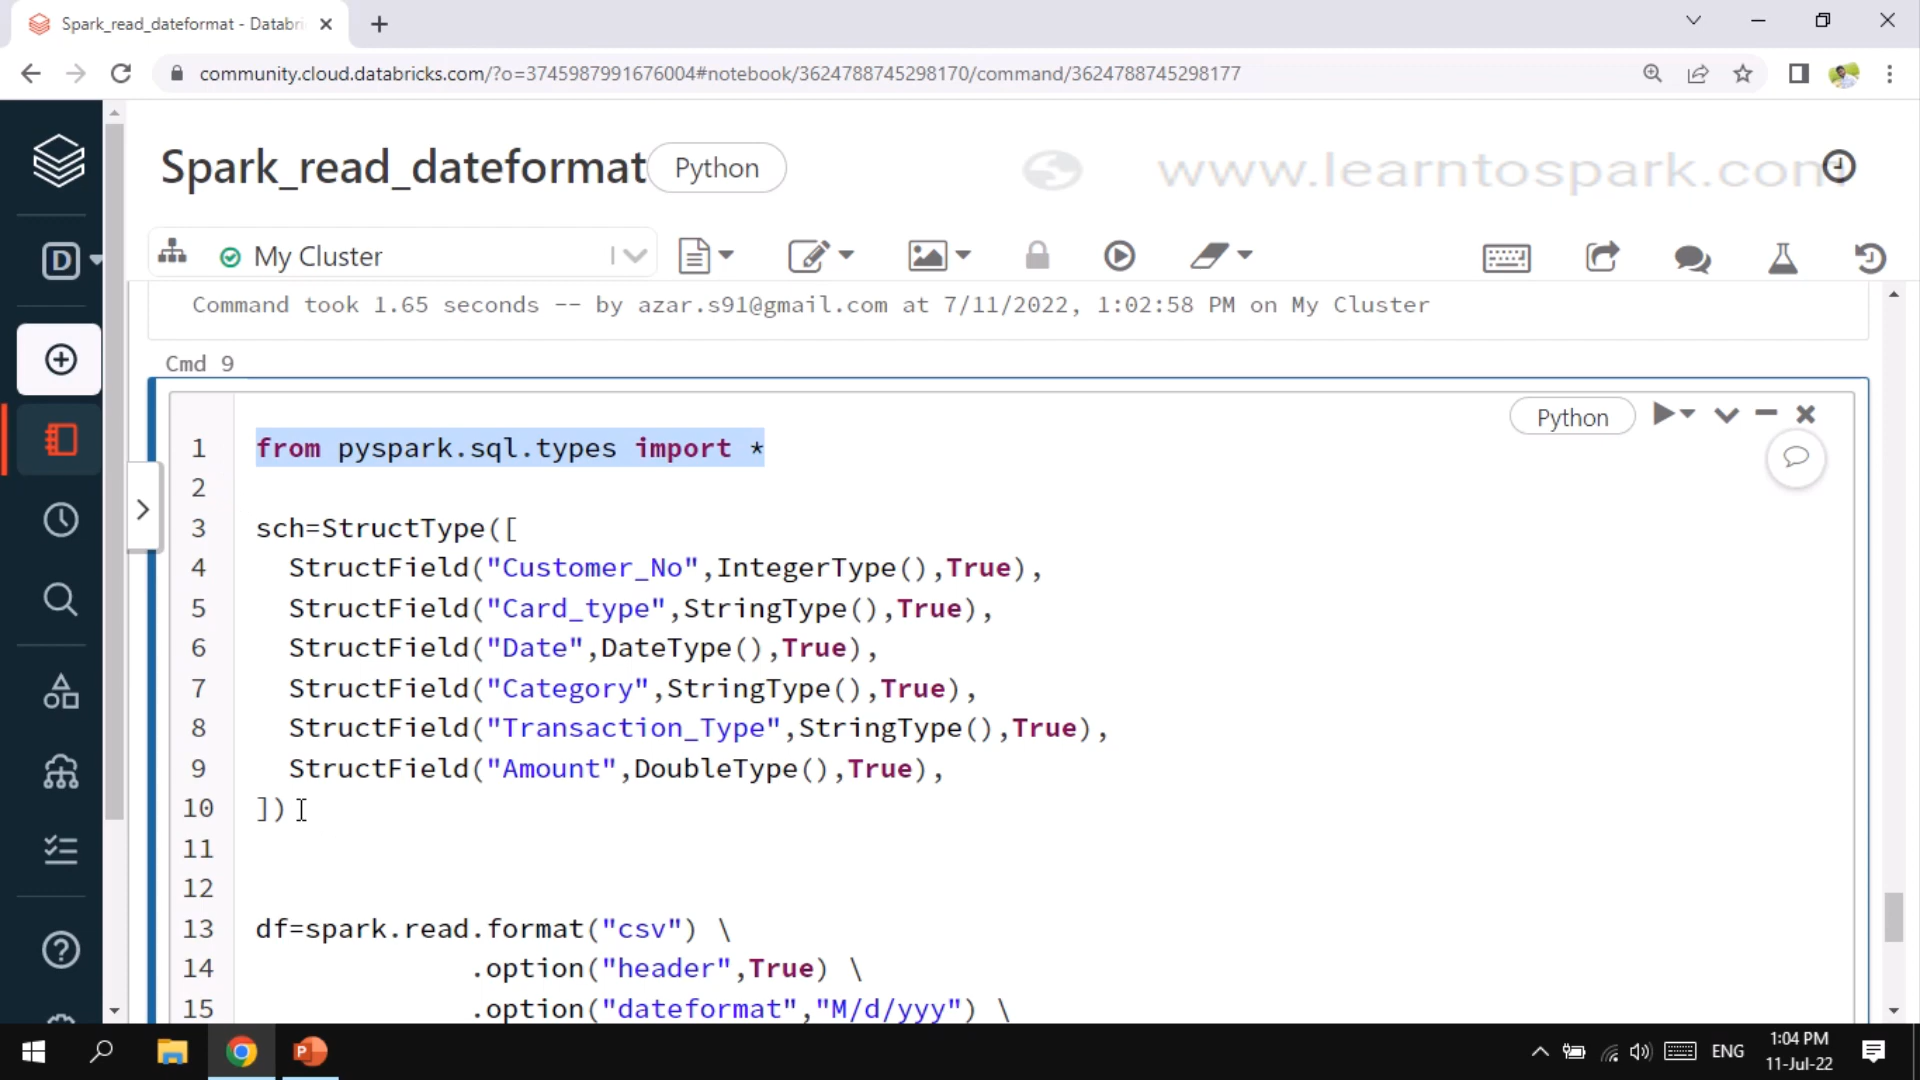 Spark_read_dateformat - Databri
community.cloud.databricks.com/?o=3745987991676004#notebook/3624788745298170/command/3624788745298177
Spark_read_dateformat
Python
www.learntospark.com
D
My Cluster
Command took 1.65 seconds -- by azar.s91@gmail.com at 7/11/2022, 1:02:58 PM on My Cluster
Cmd 9
Python
1 from pyspark.sql.types import *
2
3 sch=StructType([
4 StructField("Customer_No",IntegerType(),True),
5 StructField("Card_type",StringType(),True),
6 StructField("Date",DateType(),True),
7 StructField("Category",StringType(),True),
8 StructField("Transaction_Type",StringType(),True),
9 StructField("Amount",DoubleType(),True),
10 ])
11
12
13 df=spark.read.format("csv") \
14 .option("header",True) \
15 .option("dateformat","M/d/yyy") \
P
ENG
1:04 PM
11-Jul-22